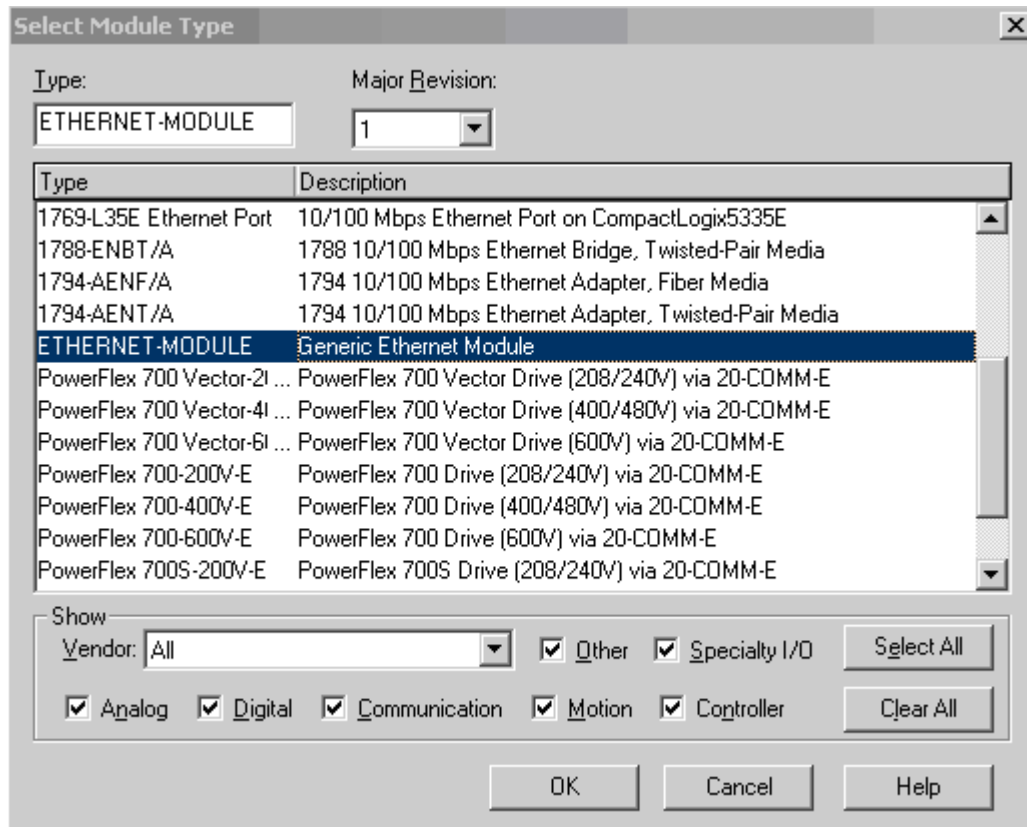 Select Module Type
Type:
Major Revision:
ETHERNET-MODULE
1
Type Description
1769-L35E Ethernet Port 10/100 Mbps Ethernet Port on CompactLogix5335E
1788-ENBT/A 1788 10/100 Mbps Ethernet Bridge, Twisted-Pair Media
1794-AENF/A 1794 10/100 Mbps Ethernet Adapter, Fiber Media
1794-AENT/A 1794 10/100 Mbps Ethernet Adapter, Twisted-Pair Media
ETHERNET-MODULE Generic Ethernet Module
PowerFlex 700 Vector-2( ... PowerFlex 700 Vector Drive (208/240V) via 20-COMM-E
PowerFlex 700 Vector-4( ... PowerFlex 700 Vector Drive (400/480V) via 20-COMM-E
PowerFlex 700 Vector-6( ... PowerFlex 700 Vector Drive (600V) via 20-COMM-E
PowerFlex 700-200V-E PowerFlex 700 Drive (208/240V) via 20-COMM-E
PowerFlex 700-400V-E PowerFlex 700 Drive (400/480V) via 20-COMM-E
PowerFlex 700-600V-E PowerFlex 700 Drive (600V) via 20-COMM-E
PowerFlex 700S-200V-E PowerFlex 700S Drive (208/240V) via 20-COMM-E
Show
Vendor: All Other Specialty I/O Select All
Analog Digital Communication Motion Controller Clear All
OK Cancel Help